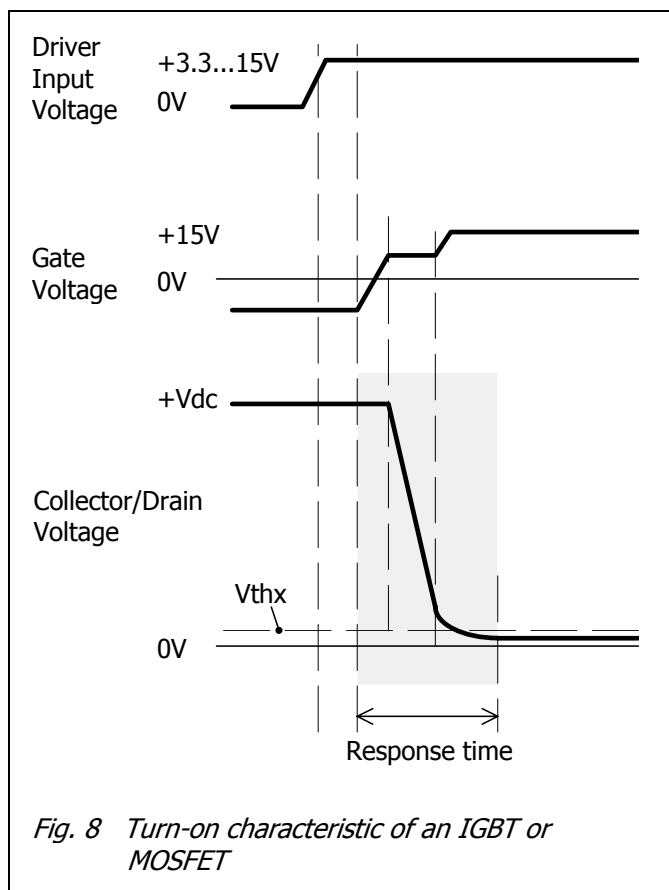 Driver
Input
Voltage
+3.3...15V
0V
Gate
Voltage
+15V
0V
+Vdc
Collector/Drain
Voltage
Vthx
0V
Response time
Fig. 8 Turn-on characteristic of an IGBT or
MOSFET